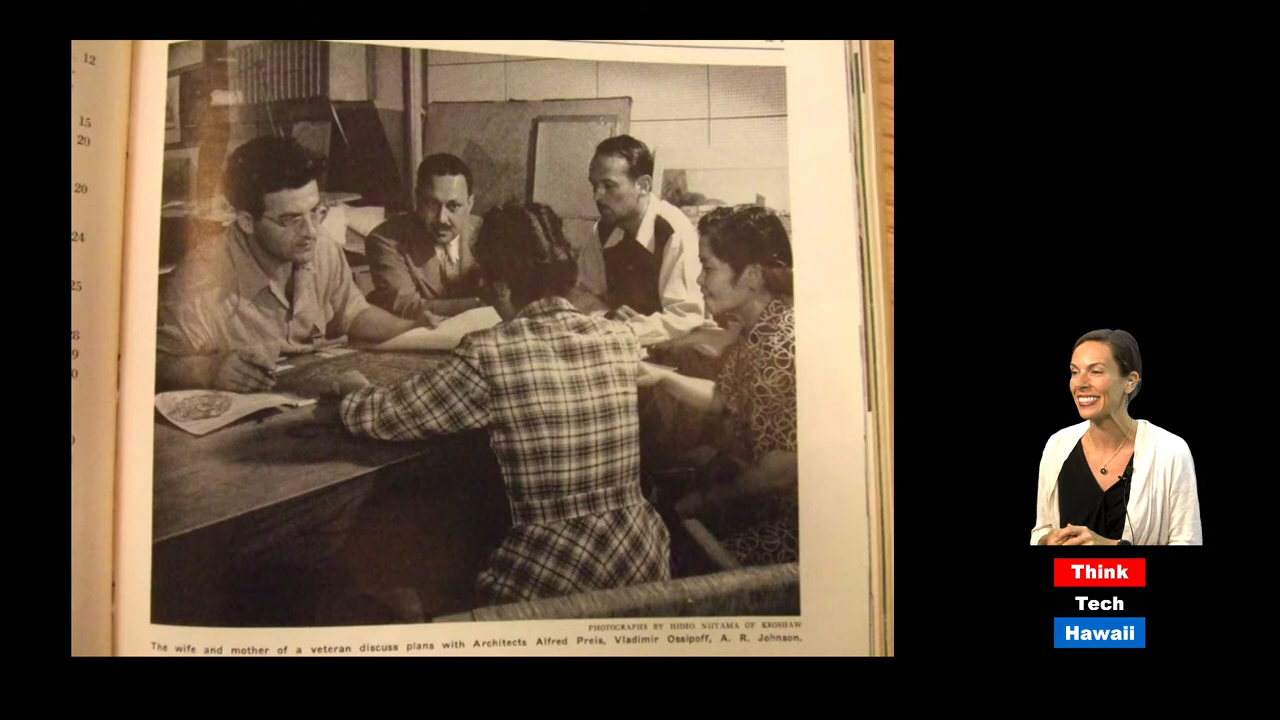 12
15
20
20
24
25
PHOTOGRAPHS BY HIDEO NIITAMA OF KROSHAW
The wife and mother of a veteran discuss plans with Architects Alfred Preis, Vladimir Ossipoff, A. R. Johnson.
Think
Tech
Hawaii